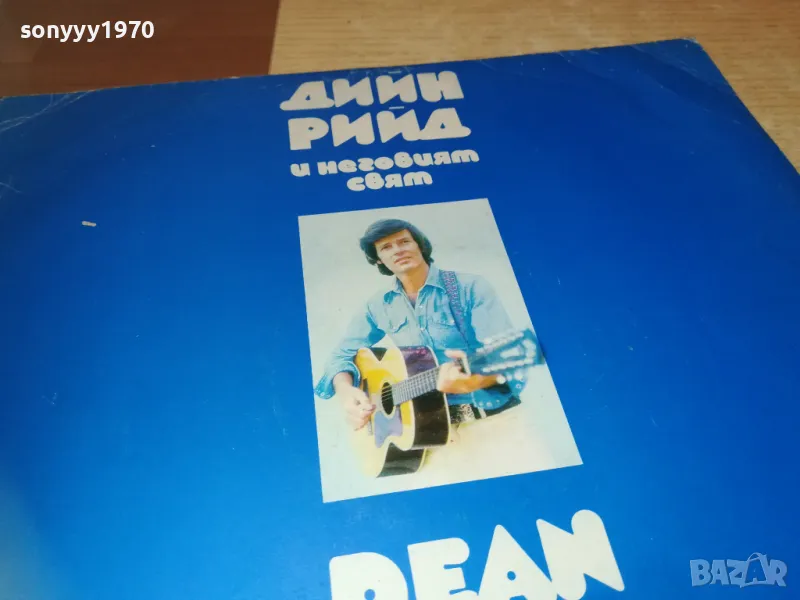 sonyyy1970
ДИЙН
РИЙД
и неговият
свят
DEAN
BAZAR